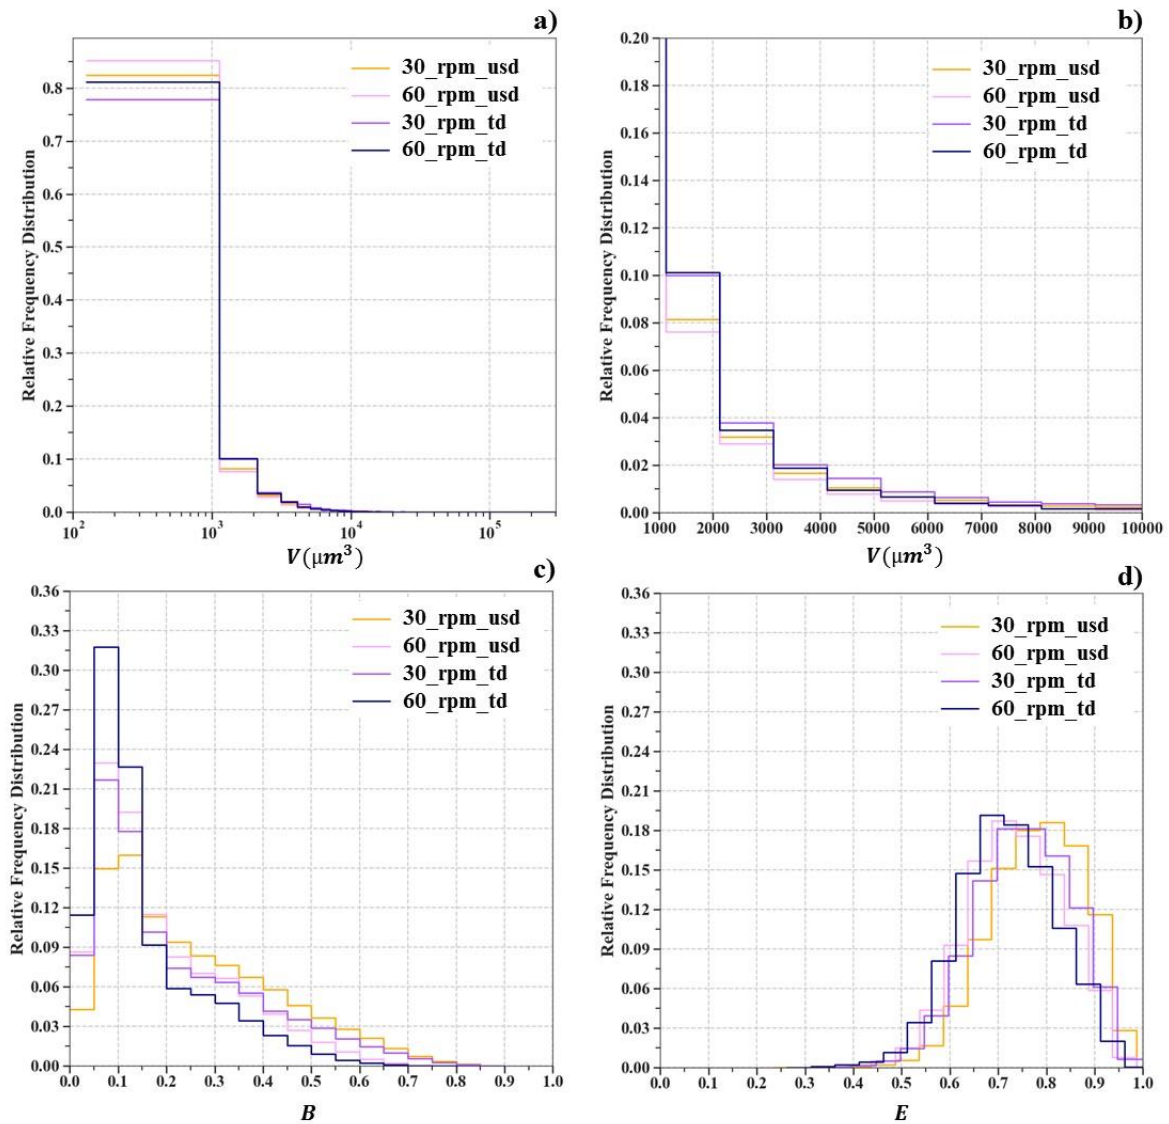 a)
Relative Frequency Distribution
0.8
0.7
0.6
0.5
0.4
0.3
0.2
0.1
0.0
10² 10³ 10⁴ 10⁵
V(μm³)
30_rpm_usd
60_rpm_usd
30_rpm_td
60_rpm_td
b)
Relative Frequency Distribution
0.20
0.18
0.16
0.14
0.12
0.10
0.08
0.06
0.04
0.02
0.00
1000 2000 3000 4000 5000 6000 7000 8000 9000 10000
V(μm³)
30_rpm_usd
60_rpm_usd
30_rpm_td
60_rpm_td
c)
Relative Frequency Distribution
0.36
0.33
0.30
0.27
0.24
0.21
0.18
0.15
0.12
0.09
0.06
0.03
0.00
0.0 0.1 0.2 0.3 0.4 0.5 0.6 0.7 0.8 0.9 1.0
B
30_rpm_usd
60_rpm_usd
30_rpm_td
60_rpm_td
d)
Relative Frequency Distribution
0.36
0.33
0.30
0.27
0.24
0.21
0.18
0.15
0.12
0.09
0.06
0.03
0.00
0.0 0.1 0.2 0.3 0.4 0.5 0.6 0.7 0.8 0.9 1.0
E
30_rpm_usd
60_rpm_usd
30_rpm_td
60_rpm_td